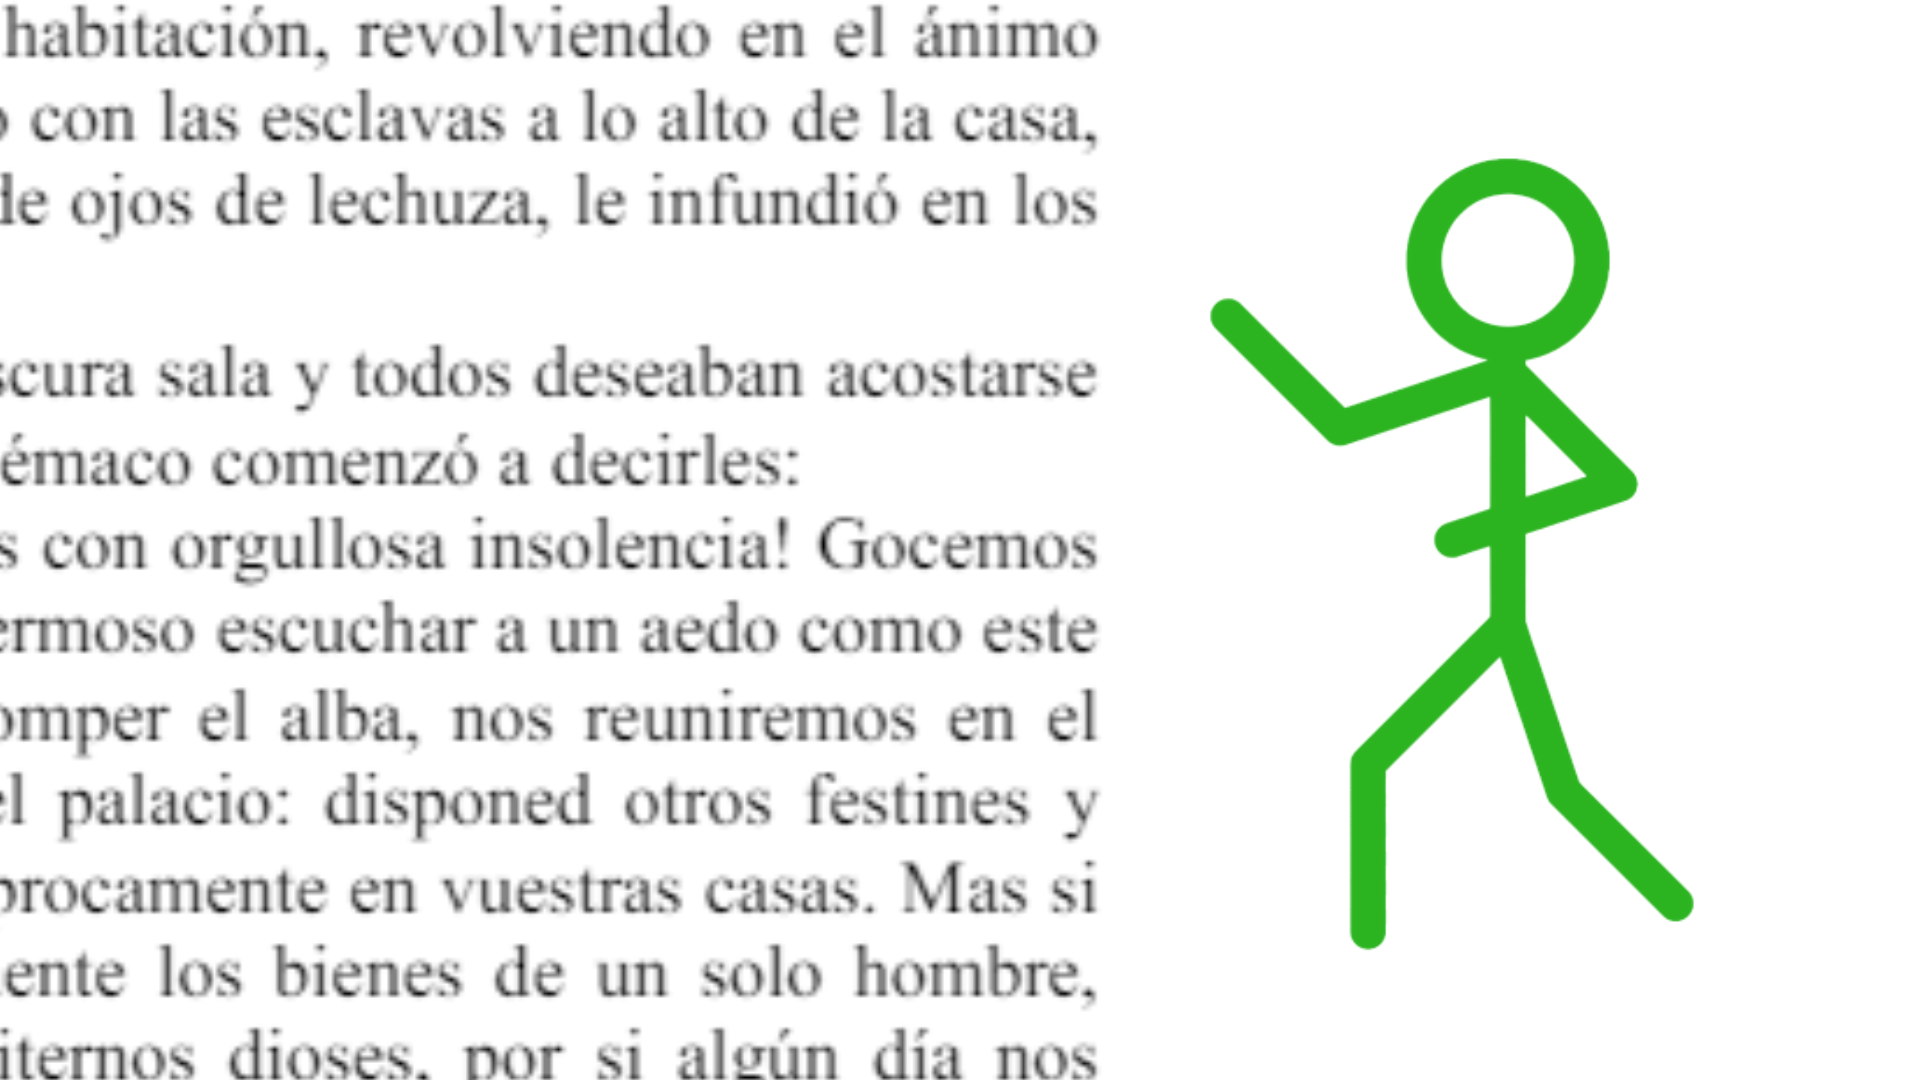 habitación, revolviendo en el ánimo
con las esclavas a lo alto de la casa,
de ojos de lechuza, le infundió en los
scura sala y todos deseaban acostarse
émaco comenzó a decirles:
s con orgullosa insolencia! Gocemos
ermoso escuchar a un aedo como este
omper el alba, nos reuniremos en el
el palacio: disponed otros festines y
procamente en vuestras casas. Mas si
ente los bienes de un solo hombre,
iternos dioses, por si algún día nos